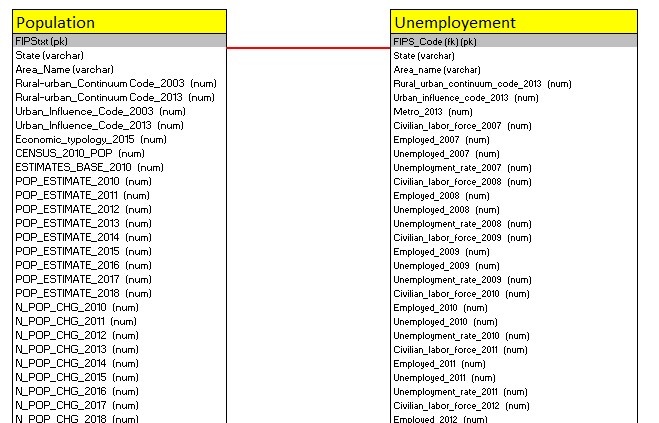 Population
FIPStxt (pk)
State (varchar)
Area_Name (varchar)
Rural-urban_Continuum Code_2003 (num)
Rural-urban_Continuum Code_2013 (num)
Urban_Influence_Code_2003 (num)
Urban_Influence_Code_2013 (num)
Economic_typology_2015 (num)
CENSUS_2010_POP (num)
ESTIMATES_BASE_2010 (num)
POP_ESTIMATE_2010 (num)
POP_ESTIMATE_2011 (num)
POP_ESTIMATE_2012 (num)
POP_ESTIMATE_2013 (num)
POP_ESTIMATE_2014 (num)
POP_ESTIMATE_2015 (num)
POP_ESTIMATE_2016 (num)
POP_ESTIMATE_2017 (num)
POP_ESTIMATE_2018 (num)
N_POP_CHG_2010 (num)
N_POP_CHG_2011 (num)
N_POP_CHG_2012 (num)
N_POP_CHG_2013 (num)
N_POP_CHG_2014 (num)
N_POP_CHG_2015 (num)
N_POP_CHG_2016 (num)
N_POP_CHG_2017 (num)
N_POP_CHG_2018 (num)
Unemployement
FIPS_Code (fk) (pk)
State (varchar)
Area_name (varchar)
Rural_urban_continuum_code_2013 (num)
Urban_influence_code_2013 (num)
Metro_2013 (num)
Civilian_labor_force_2007 (num)
Employed_2007 (num)
Unemployed_2007 (num)
Unemployment_rate_2007 (num)
Civilian_labor_force_2008 (num)
Employed_2008 (num)
Unemployed_2008 (num)
Unemployment_rate_2008 (num)
Civilian_labor_force_2009 (num)
Employed_2009 (num)
Unemployed_2009 (num)
Unemployment_rate_2009 (num)
Civilian_labor_force_2010 (num)
Employed_2010 (num)
Unemployed_2010 (num)
Unemployment_rate_2010 (num)
Civilian_labor_force_2011 (num)
Employed_2011 (num)
Unemployed_2011 (num)
Unemployment_rate_2011 (num)
Civilian_labor_force_2012 (num)
Employed_2012 (num)